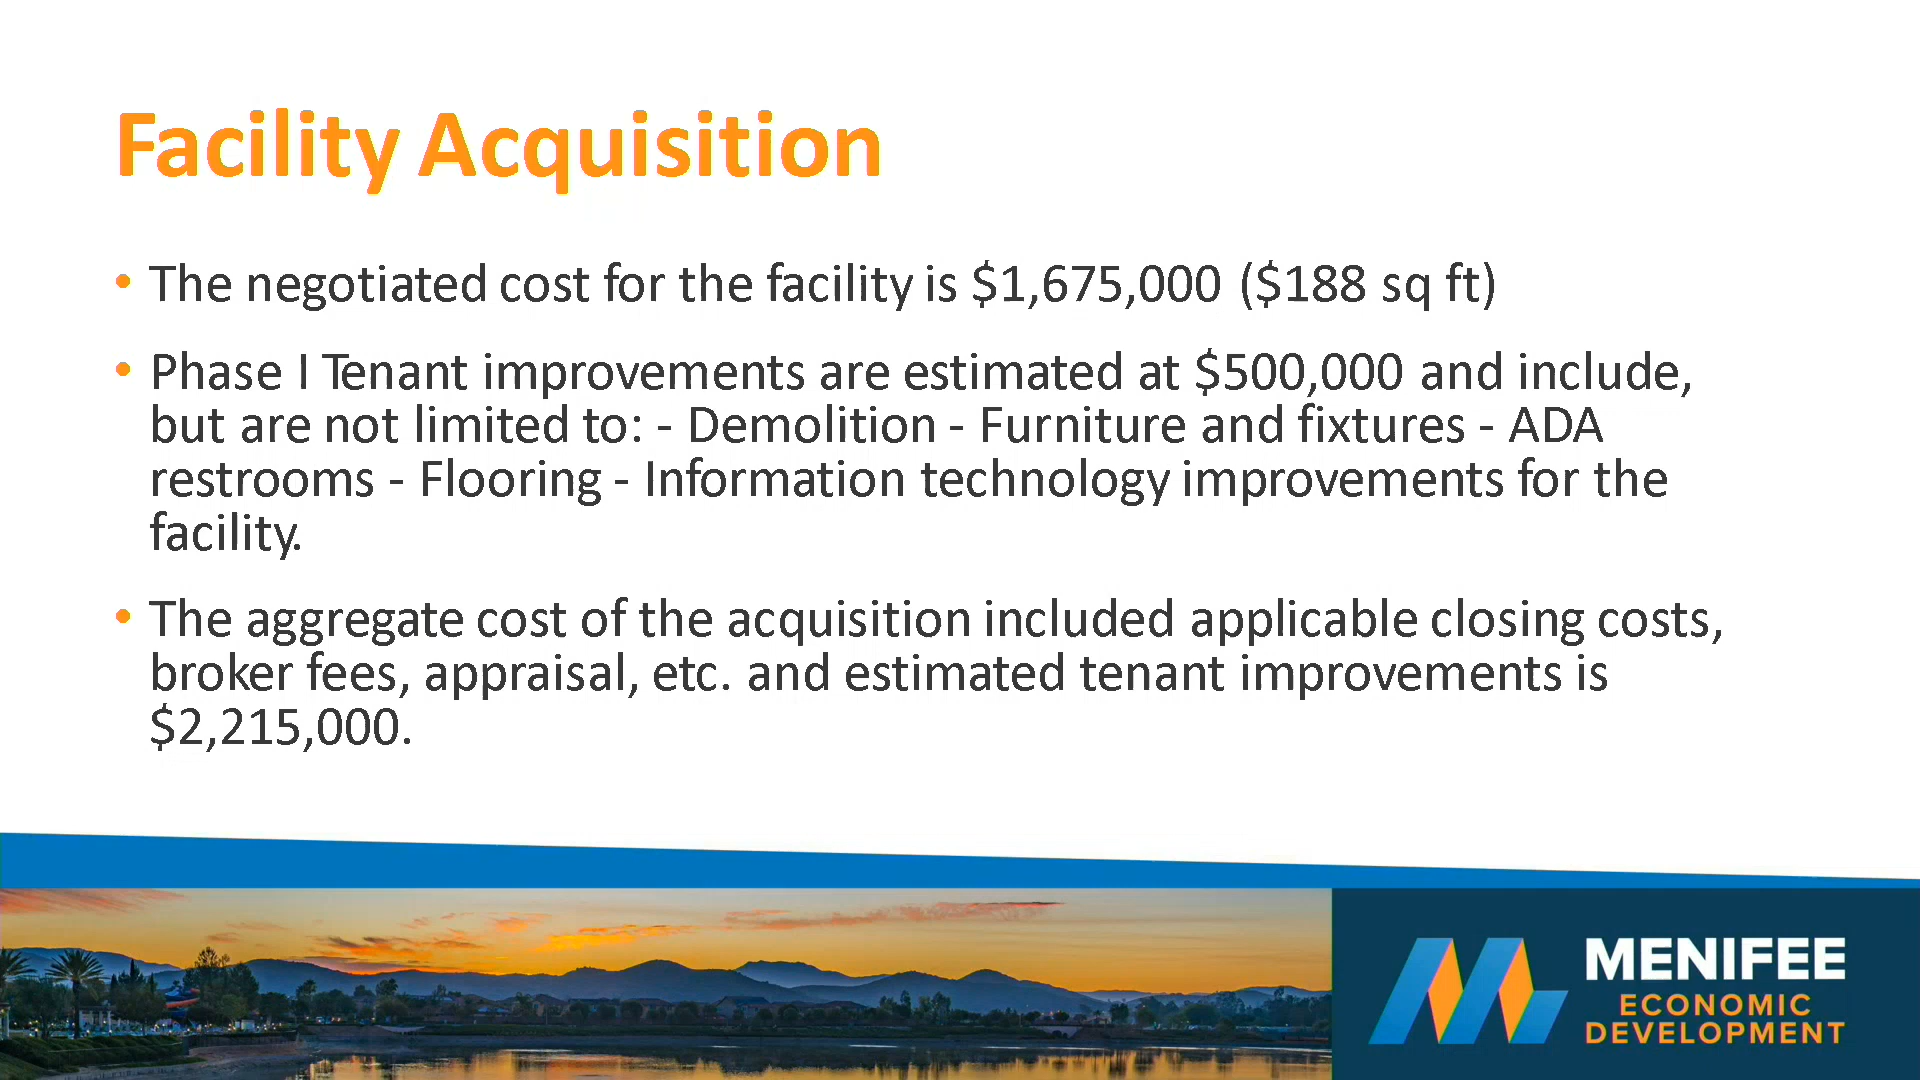 Facility Acquisition
• The negotiated cost for the facility is $1,675,000 ($188 sq ft)
• Phase I Tenant improvements are estimated at $500,000 and include,
but are not limited to: - Demolition - Furniture and fixtures - ADA
restrooms - Flooring - Information technology improvements for the
facility.
• The aggregate cost of the acquisition included applicable closing costs,
broker fees, appraisal, etc. and estimated tenant improvements is
$2,215,000.
MENIFEE
ECONOMIC
DEVELOPMENT